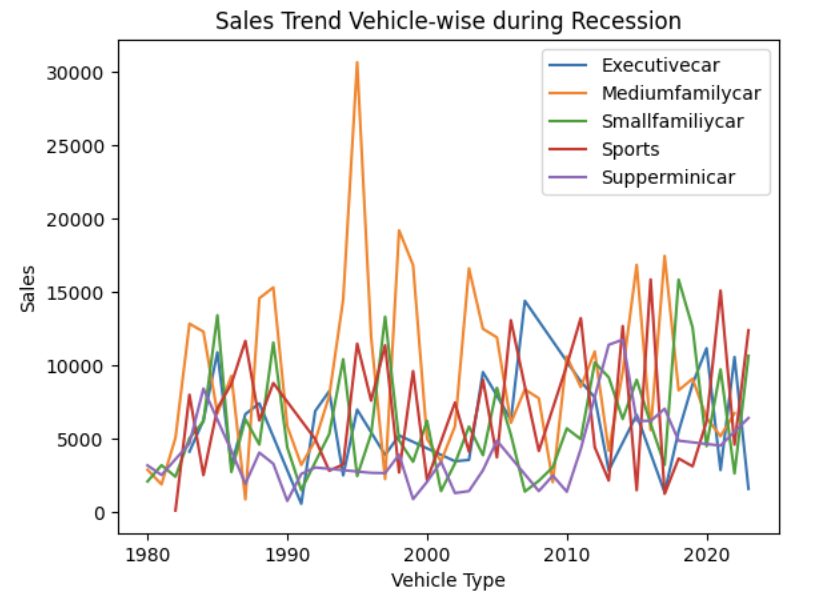 Sales Trend Vehicle-wise during Recession
30000
25000
20000
15000
10000
5000
0
Sales
Executivecar
Mediumfamilycar
Smallfamiliycar
Sports
Supperminicar
1980
1990
2000
2010
2020
Vehicle Type